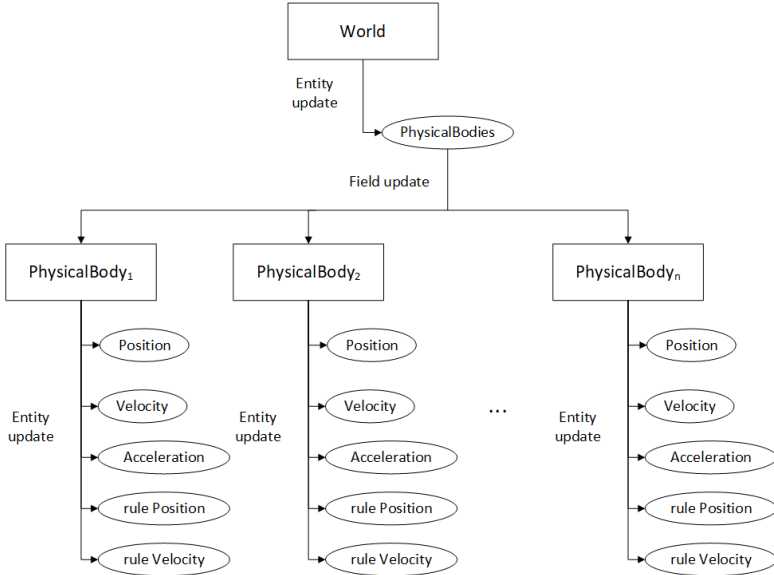 World
Entity
update
PhysicalBodies
Field update
PhysicalBody₁
PhysicalBody₂
PhysicalBodyₙ
Position
Position
Position
Velocity
Velocity
...
Velocity
Entity
update
Entity
update
Entity
update
Acceleration
Acceleration
Acceleration
rule Position
rule Position
rule Position
rule Velocity
rule Velocity
rule Velocity